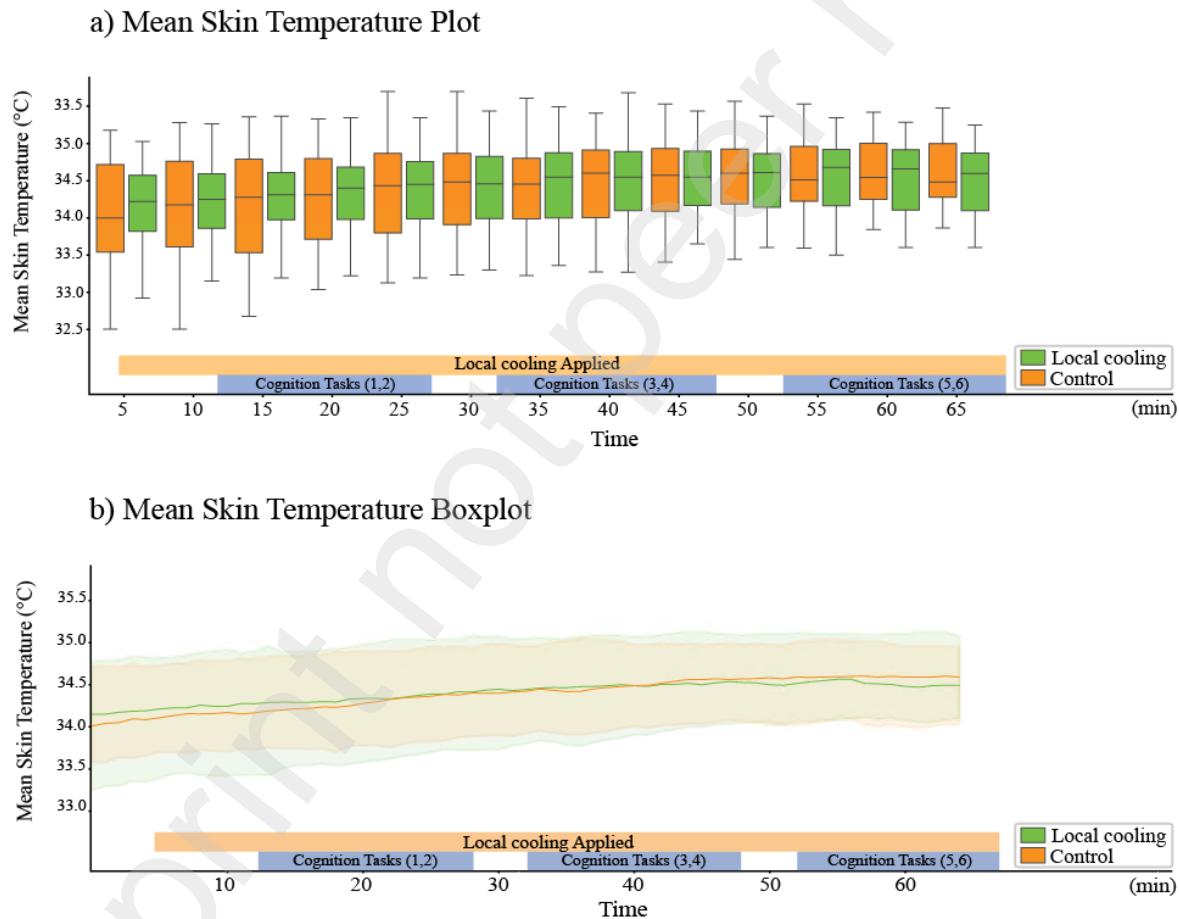 a) Mean Skin Temperature Plot
Mean Skin Temperature (°C)
33.5
35.0
34.5
34.0
33.5
33.0
32.5
Local cooling Applied
Cognition Tasks (1,2) Cognition Tasks (3,4) Cognition Tasks (5,6)
Local cooling
Control
5 10 15 20 25 30 35 40 45 50 55 60 65 (min)
Time
b) Mean Skin Temperature Boxplot
Mean Skin Temperature (°C)
35.5
35.0
34.5
34.0
33.5
33.0
Local cooling Applied
Cognition Tasks (1,2) Cognition Tasks (3,4) Cognition Tasks (5,6)
Local cooling
Control
10 20 30 40 50 60 (min)
Time
print not peer r